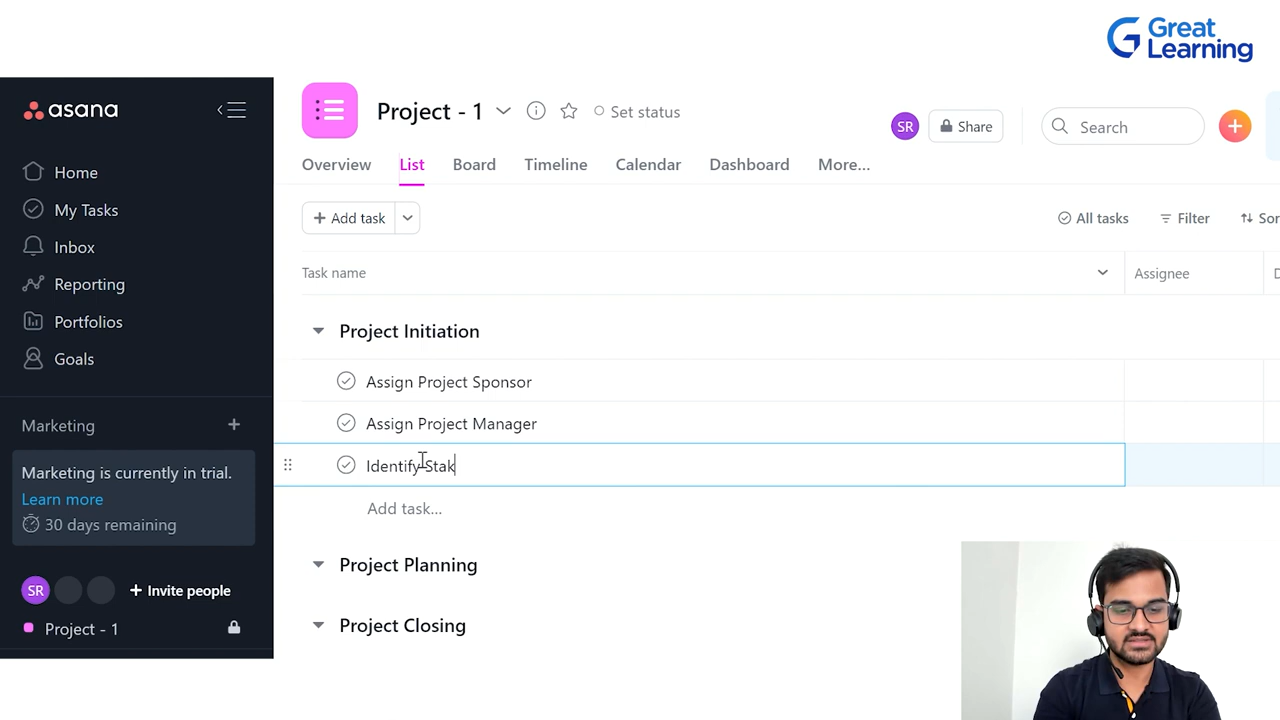 Great
Learning
asana
Home
My Tasks
Inbox
Reporting
Portfolios
Goals
Marketing
Marketing is currently in trial.
Learn more
30 days remaining
SR
Invite people
Project - 1
Project - 1
Set status
SR
Share
Search
Overview List Board Timeline Calendar Dashboard More...
Add task
All tasks
Filter
Sor
Task name
Assignee
D
Project Initiation
Assign Project Sponsor
Assign Project Manager
Identify Stak
Add task...
Project Planning
Project Closing